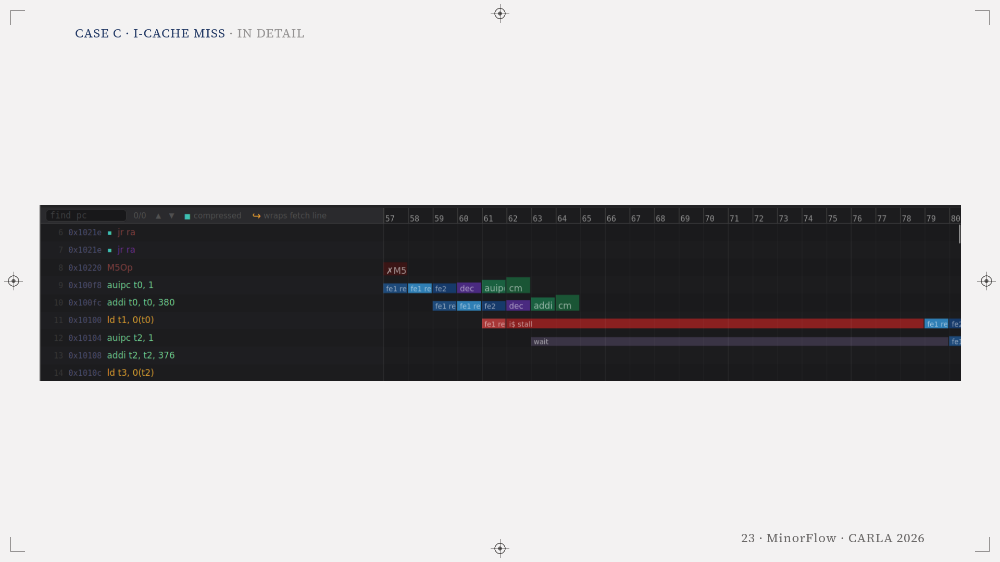 CASE C · I-CACHE MISS · IN DETAIL
find pc 0/0 ▲ ▼ ■ compressed ↪ wraps fetch line 57 58 59 60 61 62 63 64 65 66 67 68 69 70 71 72 73 74 75 76 77 78 79 80
6 0x1021e ▪ jr ra
7 0x1021e ▪ jr ra
8 0x10220 M5Op ✗M5
9 0x100f8 auipc t0, 1 fe1 re fe1 re fe2 dec auip cm
10 0x100fc addi t0, t0, 380 fe1 re fe1 re fe2 dec addi cm
11 0x10100 ld t1, 0(t0) fe1 re i$ stall fe1 re fe2
12 0x10104 auipc t2, 1 wait fe1
13 0x10108 addi t2, t2, 376
14 0x1010c ld t3, 0(t2)
23 · MinorFlow · CARLA 2026